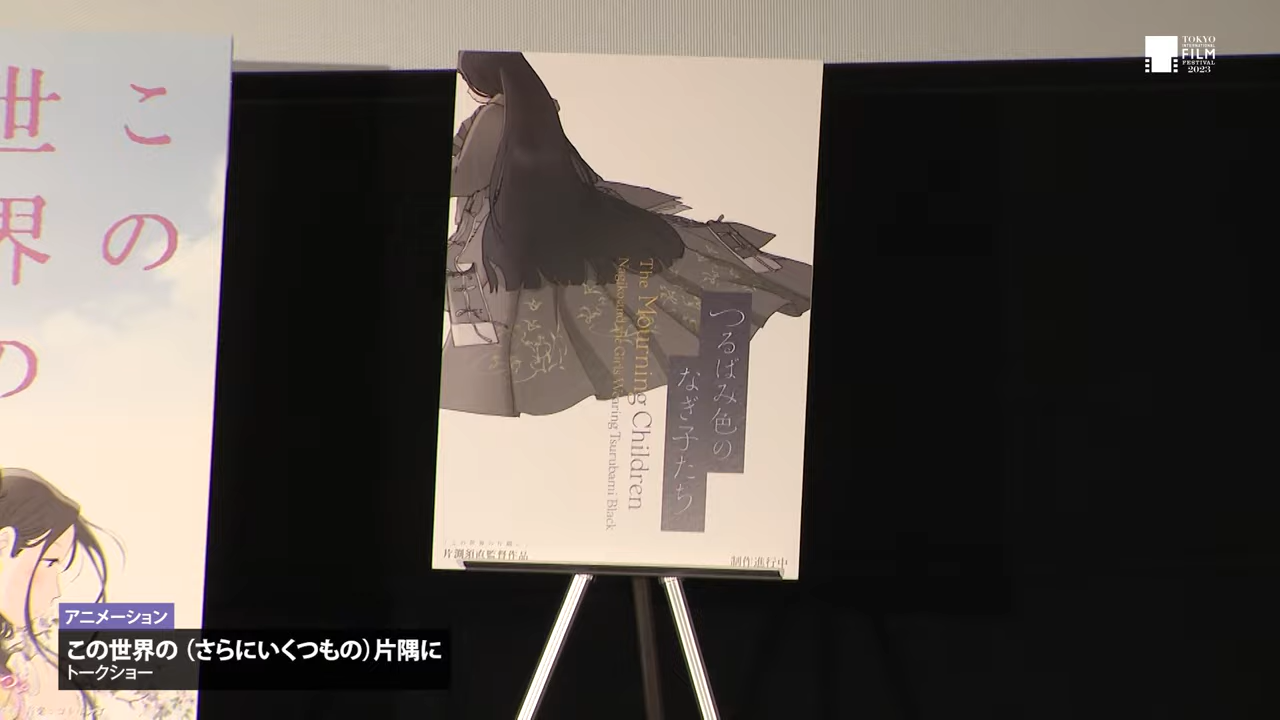 この
世界の
The Mourning Children
Nagiko and the Girls Wearing Tsurubami Black
つるばみ色の
なぎ子たち
片渕須直監督作品
制作進行中
TOKYO
INTERNATIONAL
FILM
FESTIVAL
2023
アニメーション
この世界の（さらにいくつもの）片隅に
トークショー